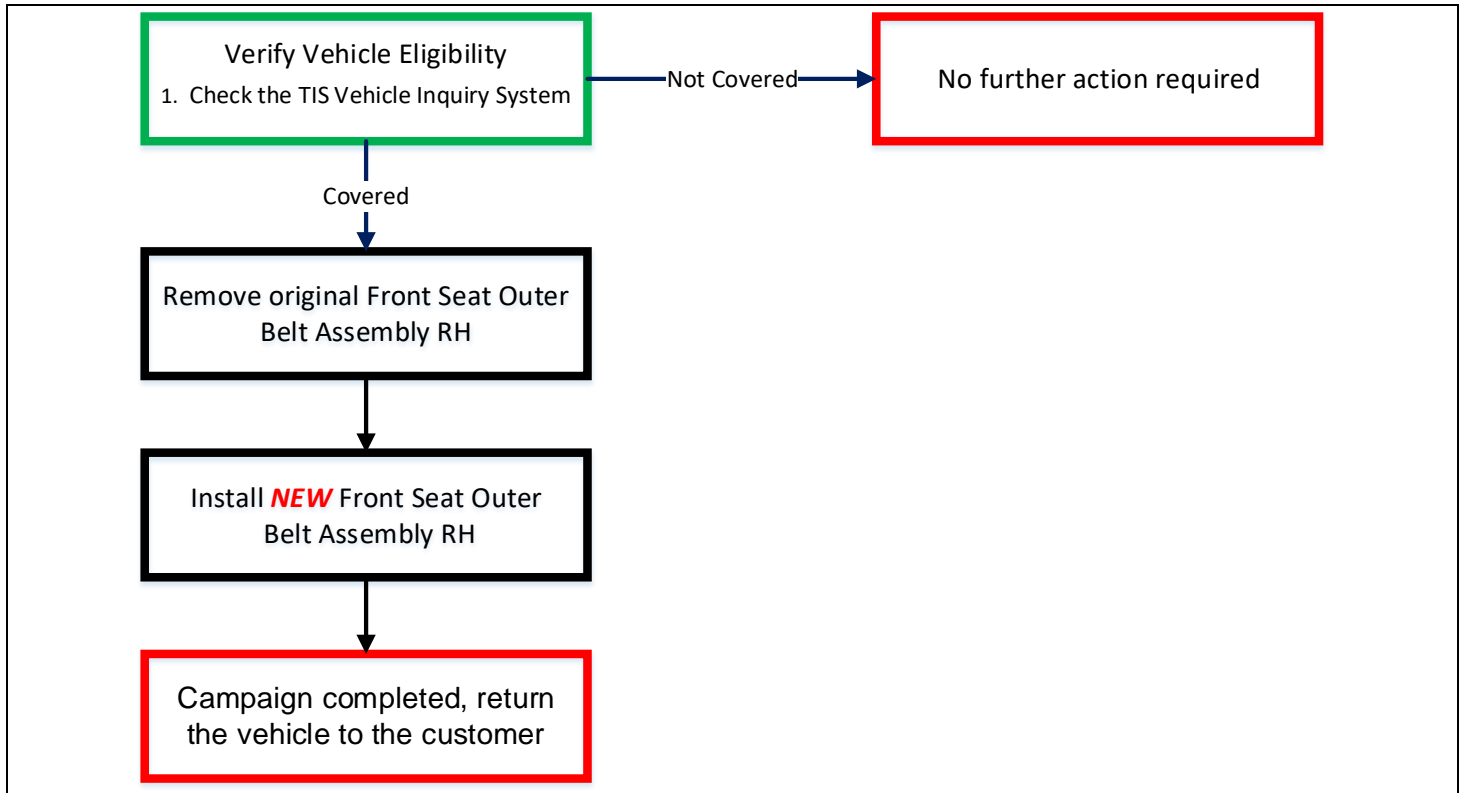 Verify Vehicle Eligibility
1. Check the TIS Vehicle Inquiry System
Not Covered
No further action required
Covered
Remove original Front Seat Outer
Belt Assembly RH
Install NEW Front Seat Outer
Belt Assembly RH
Campaign completed, return
the vehicle to the customer